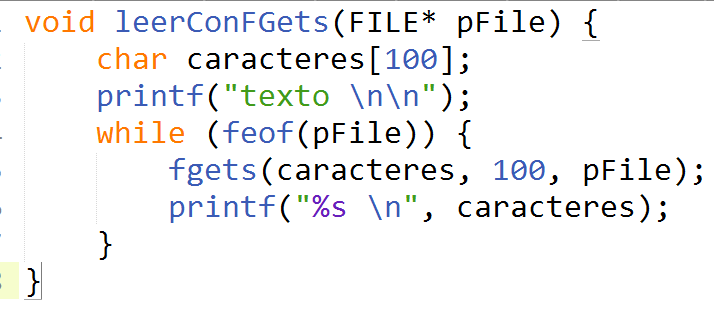 void leerConFGets(FILE* pFile) {
    char caracteres[100];
    printf("texto \n\n");
    while (feof(pFile)) {
        fgets(caracteres, 100, pFile);
        printf("%s \n", caracteres);
    }
}